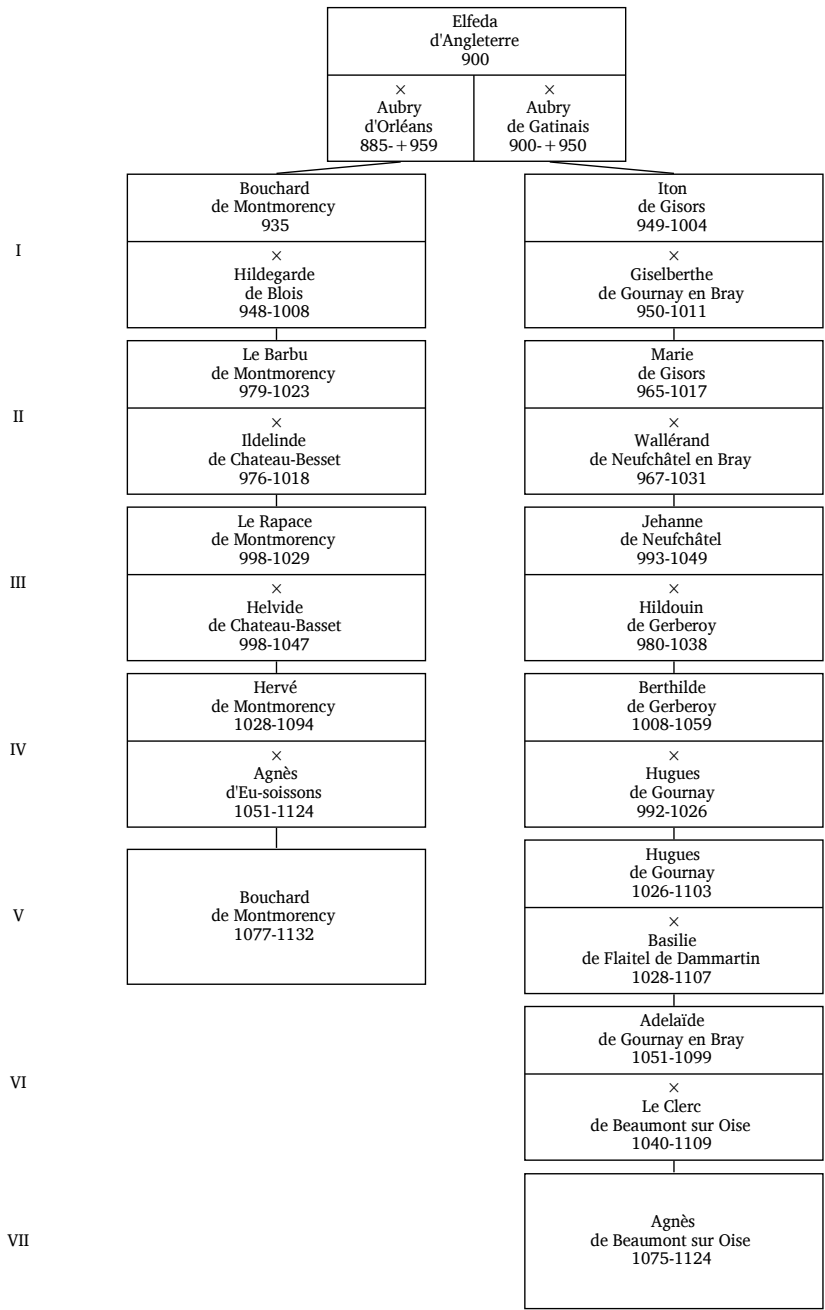 Elfeda
d'Angleterre
900
×
Aubry
d'Orléans
885-+959
×
Aubry
de Gatinais
900-+950
I
Bouchard
de Montmorency
935
×
Hildegarde
de Blois
948-1008
Iton
de Gisors
949-1004
×
Giselberthe
de Gournay en Bray
950-1011
II
Le Barbu
de Montmorency
979-1023
×
Ildelinde
de Chateau-Besset
976-1018
Marie
de Gisors
965-1017
×
Wallérand
de Neufchâtel en Bray
967-1031
III
Le Rapace
de Montmorency
998-1029
×
Helvide
de Chateau-Basset
998-1047
Jehanne
de Neufchâtel
993-1049
×
Hildouin
de Gerberoy
980-1038
IV
Hervé
de Montmorency
1028-1094
×
Agnès
d'Eu-soissons
1051-1124
Berthilde
de Gerberoy
1008-1059
×
Hugues
de Gournay
992-1026
V
Bouchard
de Montmorency
1077-1132
Hugues
de Gournay
1026-1103
×
Basilie
de Flaitel de Dammartin
1028-1107
VI
Adelaïde
de Gournay en Bray
1051-1099
×
Le Clerc
de Beaumont sur Oise
1040-1109
VII
Agnès
de Beaumont sur Oise
1075-1124